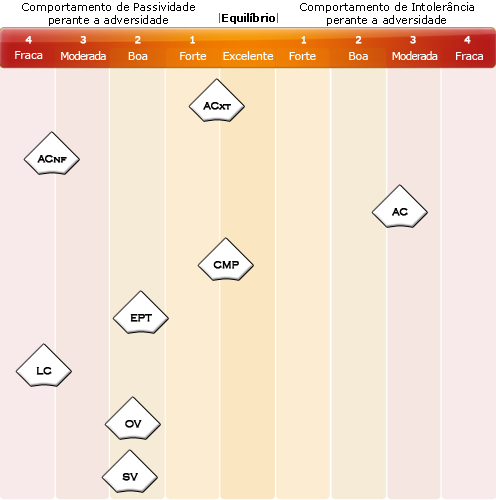 Comportamento de Passividade
perante a adversidade
|Equilíbrio|
Comportamento de Intolerância
perante a adversidade
4 3 2 1 1 2 3 4
Fraca Moderada Boa Forte Excelente Forte Boa Moderada Fraca
ACXT
ACNF
AC
CMP
EPT
LC
OV
SV